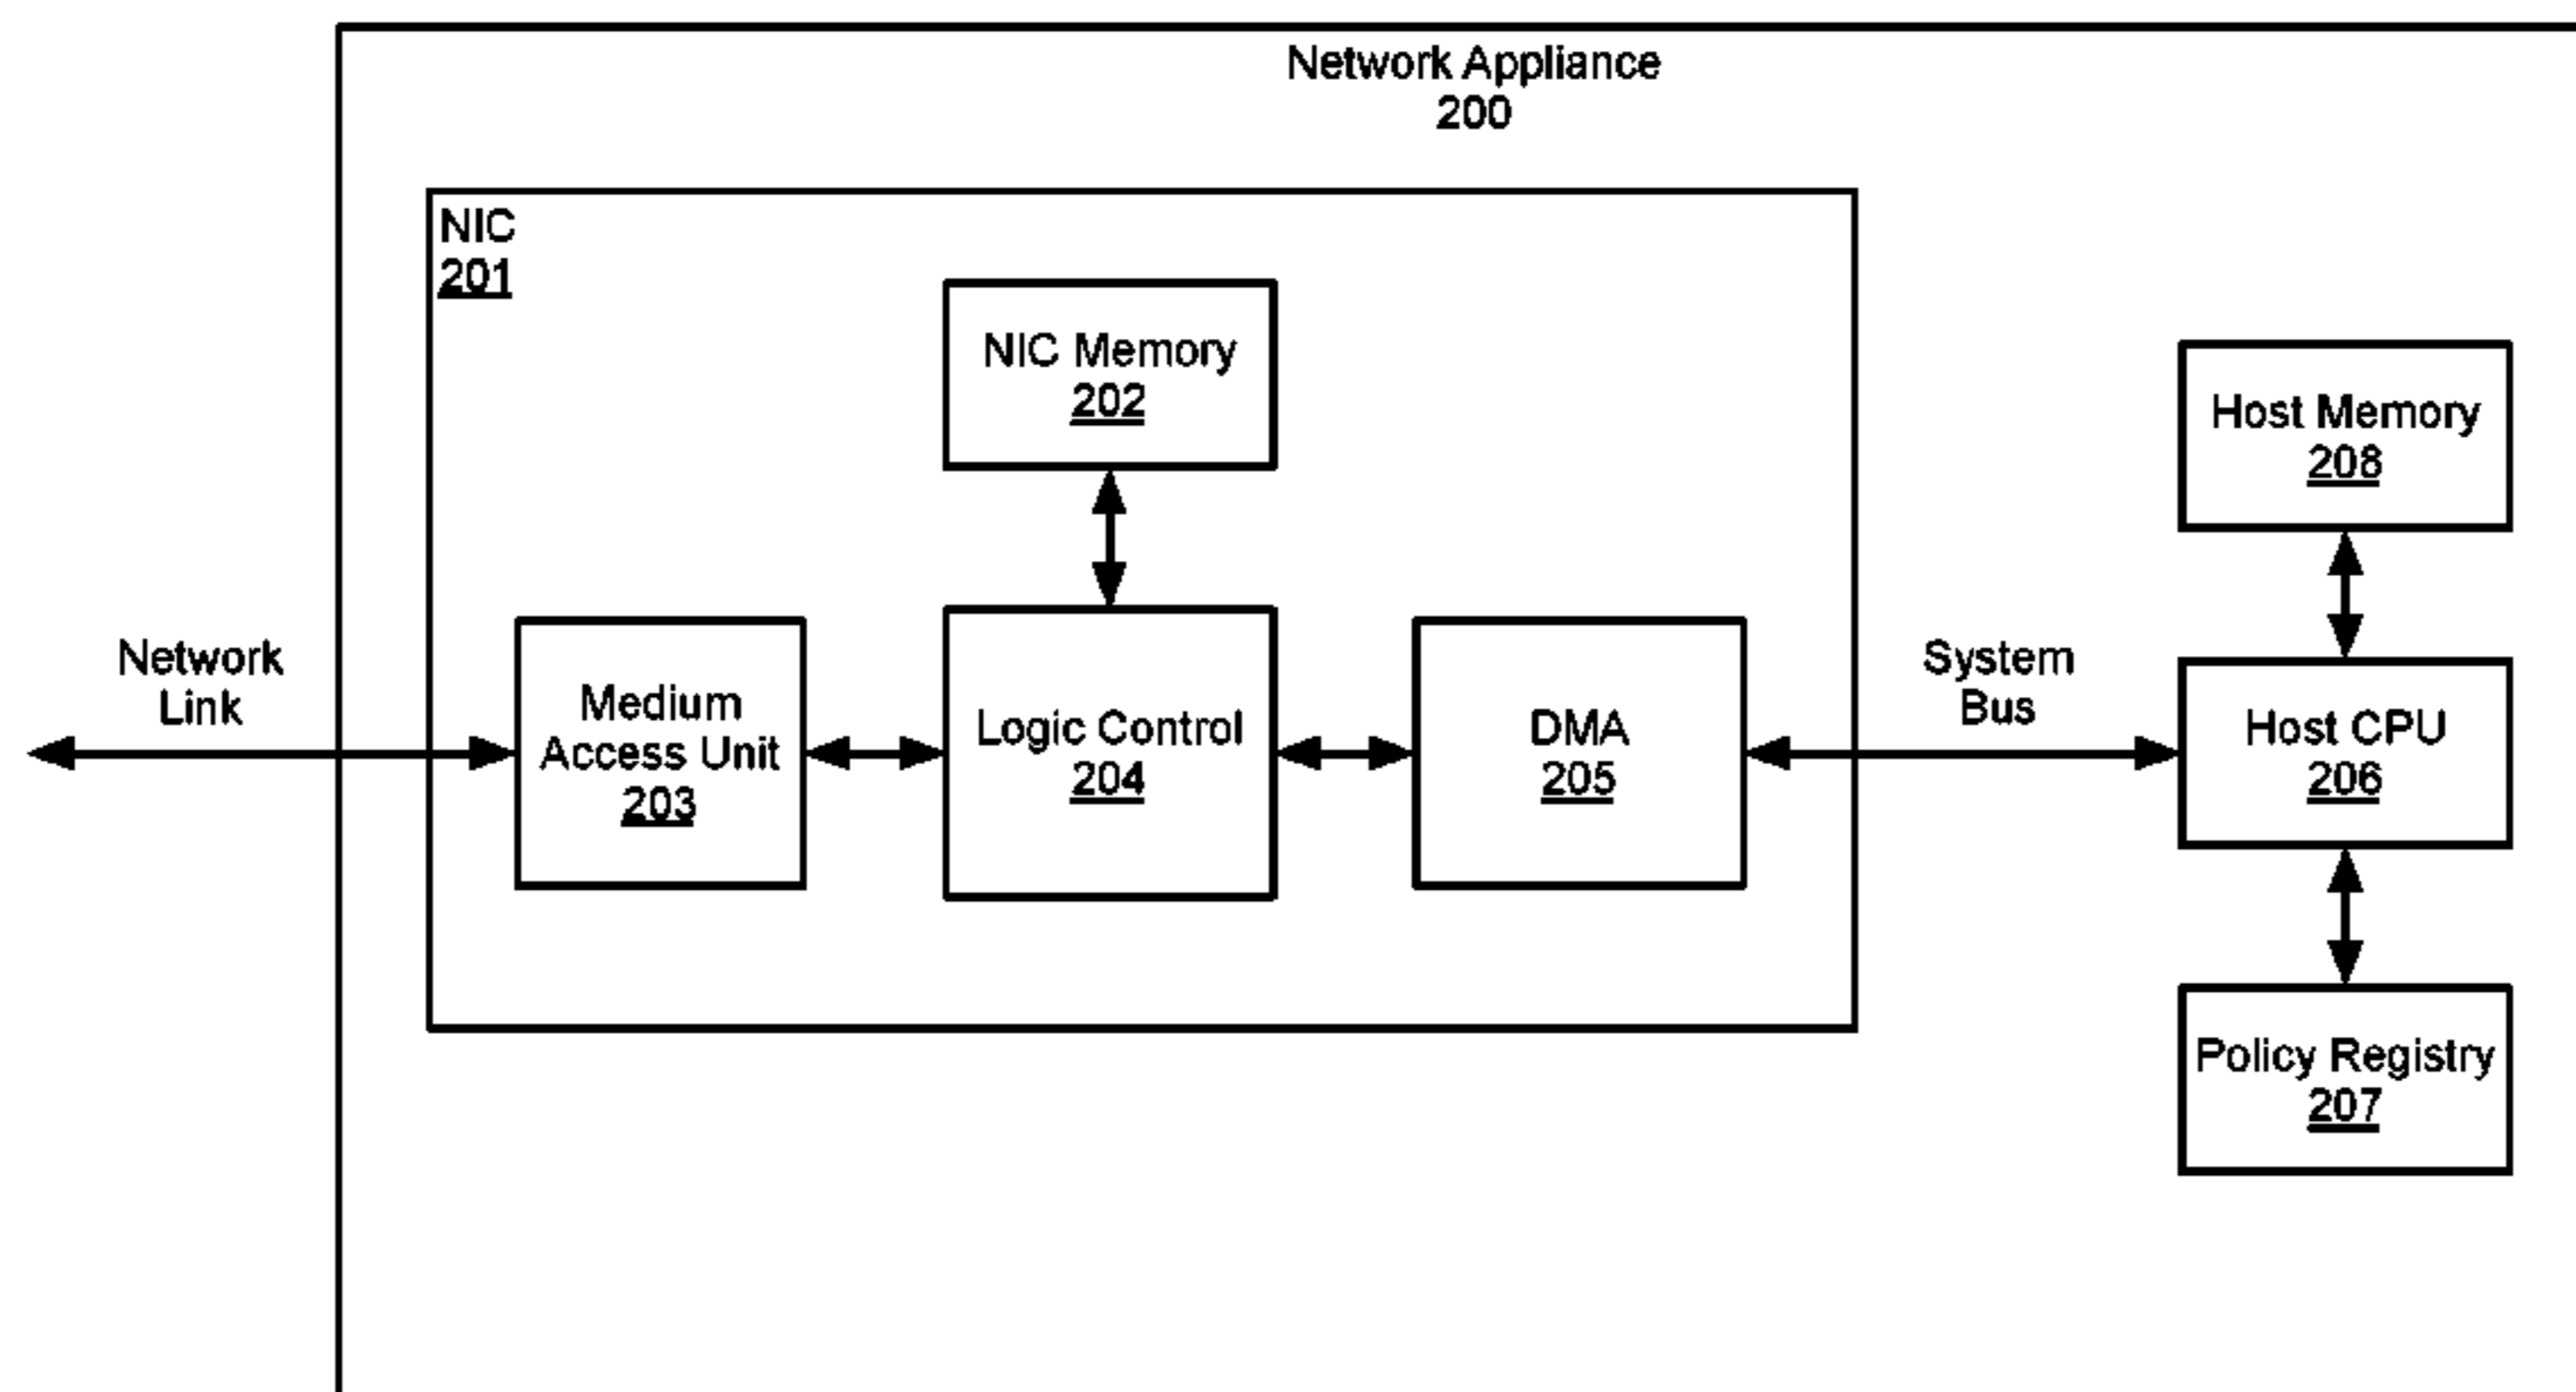 Network Appliance
200
NIC
201
NIC Memory
202
Host Memory
208
Network
Link
Medium
Access Unit
203
Logic Control
204
DMA
205
System
Bus
Host CPU
206
Policy Registry
207